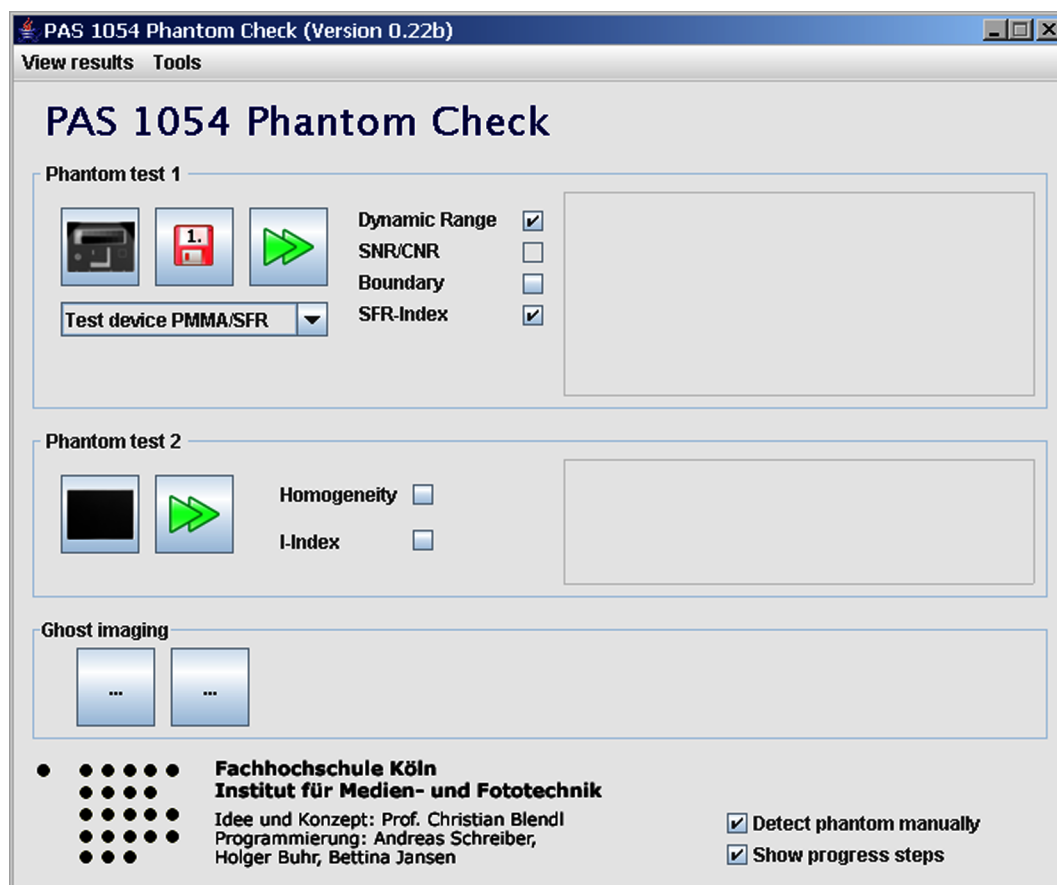 PAS 1054 Phantom Check (Version 0.22b)
View results Tools
PAS 1054 Phantom Check
Phantom test 1
1.
Dynamic Range
SNR/CNR
Boundary
SFR-Index
Test device PMMA/SFR
Phantom test 2
Homogeneity
I-Index
Ghost imaging
... ...
Fachhochschule Köln
Institut für Medien- und Fototechnik
Idee und Konzept: Prof. Christian Blendl
Programmierung: Andreas Schreiber,
Holger Buhr, Bettina Jansen
Detect phantom manually
Show progress steps